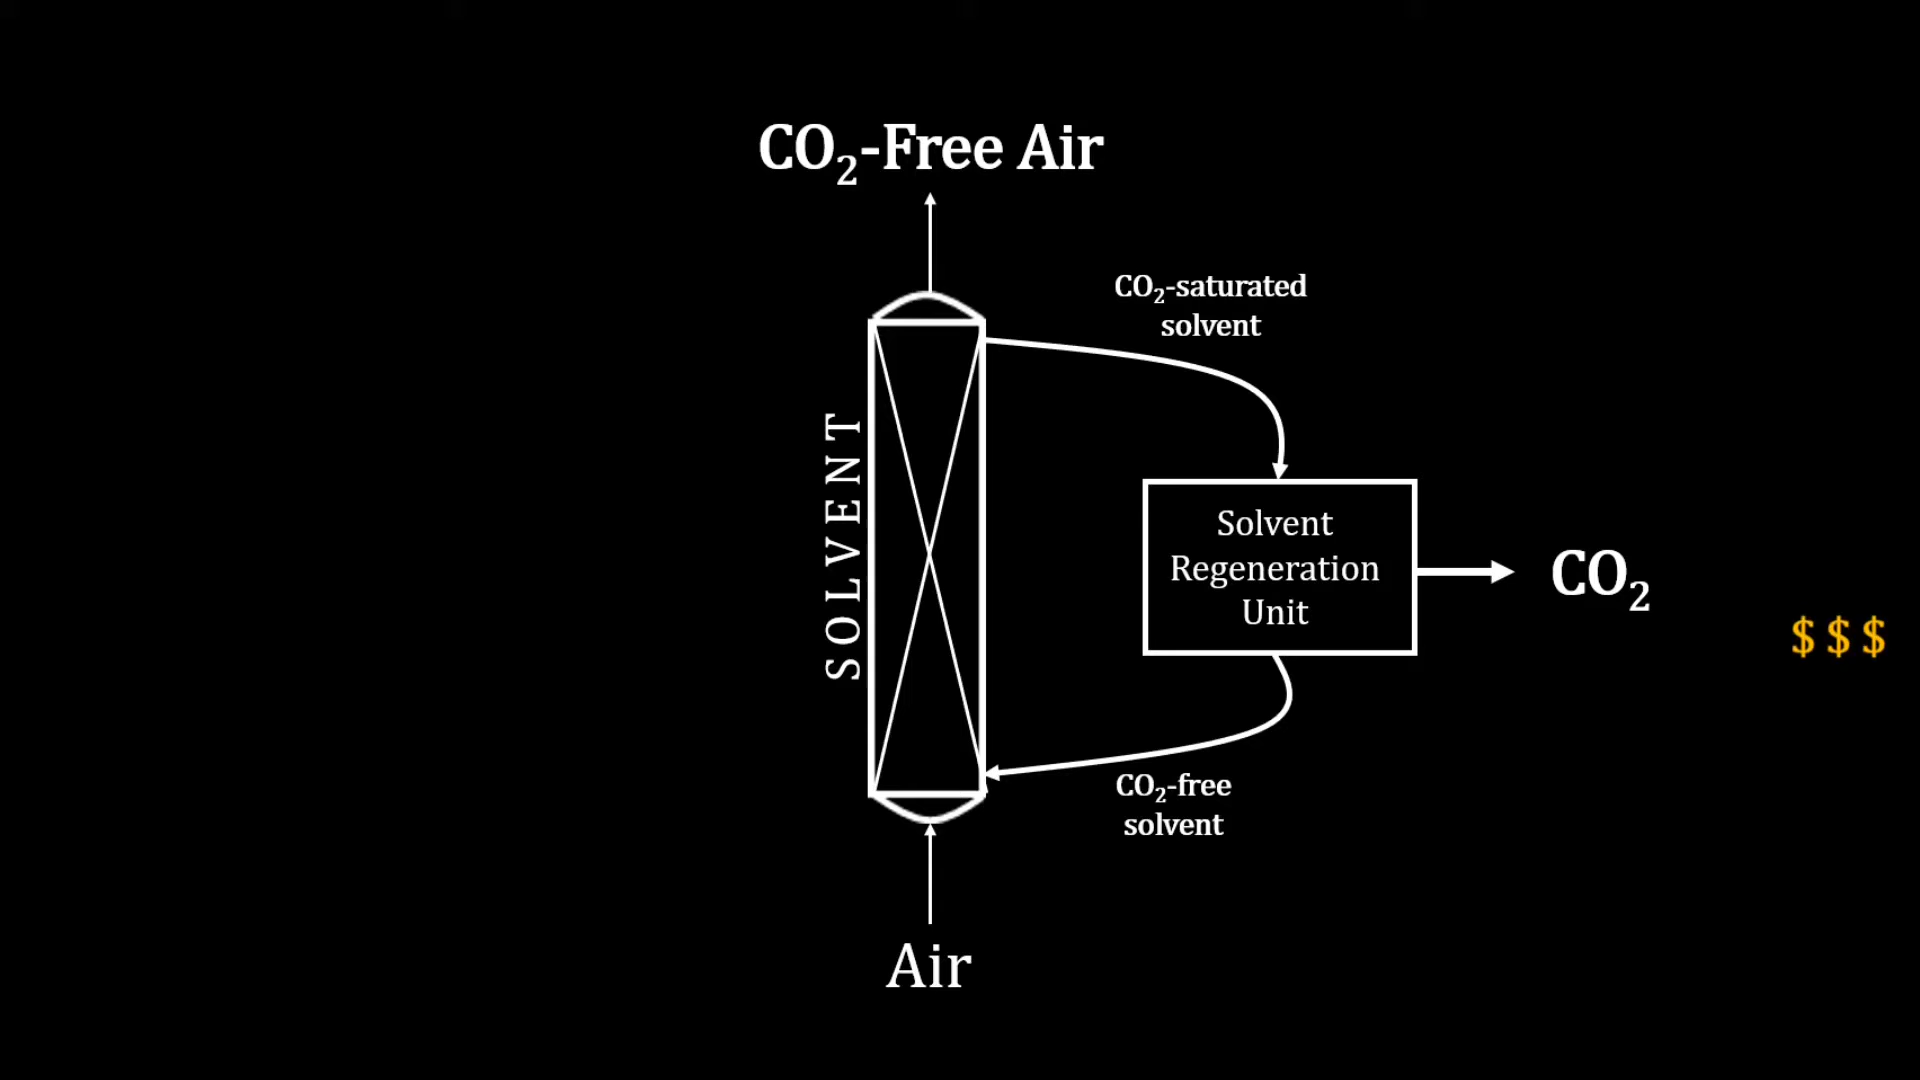 CO₂-Free Air
CO₂-saturated
solvent
SOLVENT
Solvent
Regeneration
Unit
CO₂
$ $ $
CO₂-free
solvent
Air